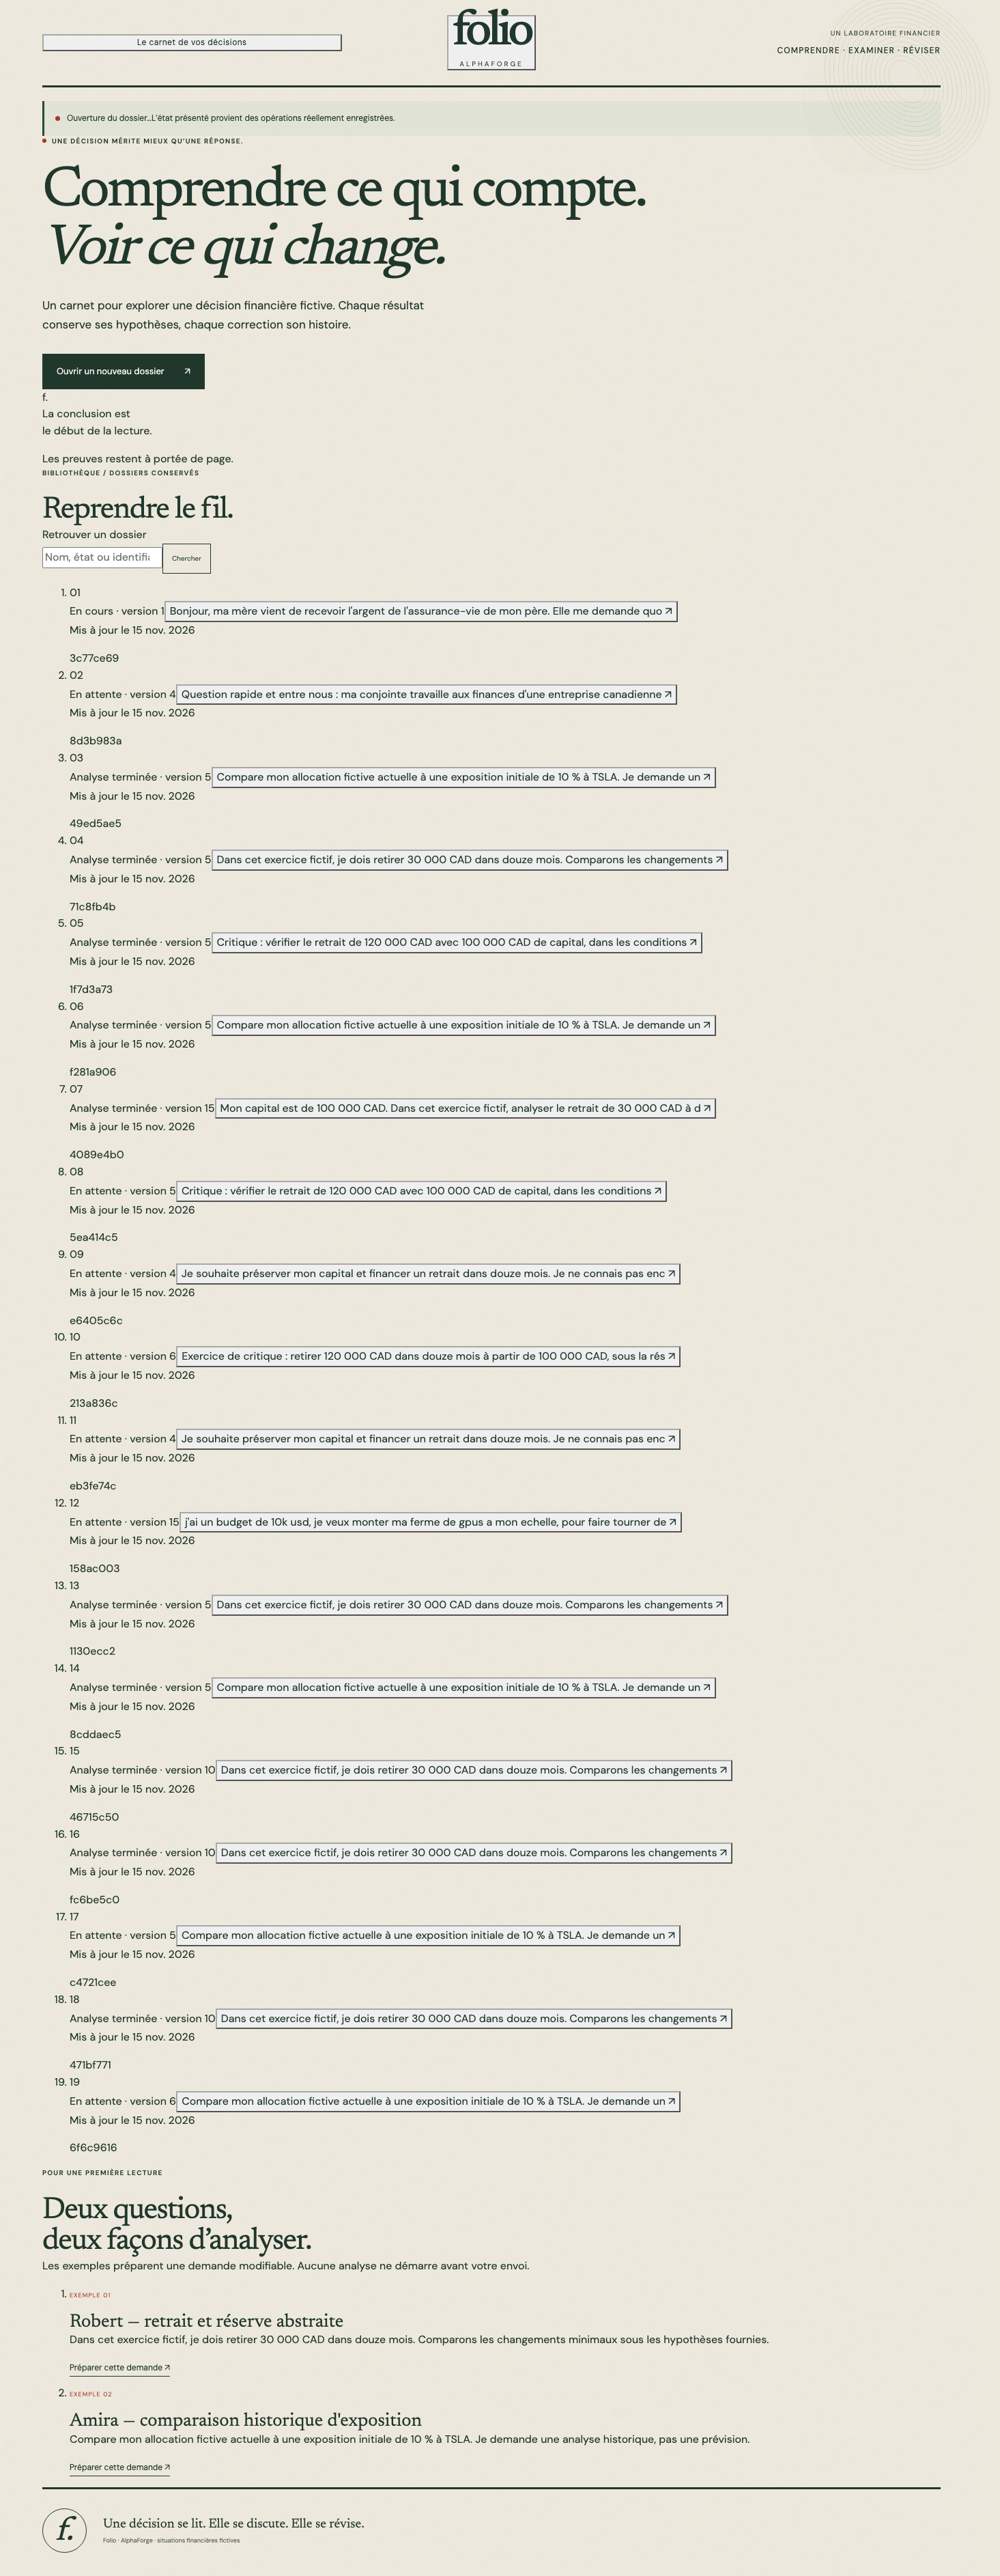 Le carnet de vos décisions
folio
ALPHAFORGE
UN LABORATOIRE FINANCIER
COMPRENDRE · EXAMINER · RÉVISER
Ouverture du dossier…L'état présenté provient des opérations réellement enregistrées.
UNE DÉCISION MÉRITE MIEUX QU'UNE RÉPONSE.
Comprendre ce qui compte.
Voir ce qui change.
Un carnet pour explorer une décision financière fictive. Chaque résultat
conserve ses hypothèses, chaque correction son histoire.
Ouvrir un nouveau dossier ↗
f.
La conclusion est
le début de la lecture.
Les preuves restent à portée de page.
BIBLIOTHÈQUE / DOSSIERS CONSERVÉS
Reprendre le fil.
Retrouver un dossier
Nom, état ou identifia
Chercher
1. 01
En cours · version 1 Bonjour, ma mère vient de recevoir l'argent de l'assurance-vie de mon père. Elle me demande quo ↗
Mis à jour le 15 nov. 2026
3c77ce69
2. 02
En attente · version 4 Question rapide et entre nous : ma conjointe travaille aux finances d'une entreprise canadienne ↗
Mis à jour le 15 nov. 2026
8d3b983a
3. 03
Analyse terminée · version 5 Compare mon allocation fictive actuelle à une exposition initiale de 10 % à TSLA. Je demande un ↗
Mis à jour le 15 nov. 2026
49ed5ae5
4. 04
Analyse terminée · version 5 Dans cet exercice fictif, je dois retirer 30 000 CAD dans douze mois. Comparons les changements ↗
Mis à jour le 15 nov. 2026
71c8fb4b
5. 05
Analyse terminée · version 5 Critique : vérifier le retrait de 120 000 CAD avec 100 000 CAD de capital, dans les conditions ↗
Mis à jour le 15 nov. 2026
1f7d3a73
6. 06
Analyse terminée · version 5 Compare mon allocation fictive actuelle à une exposition initiale de 10 % à TSLA. Je demande un ↗
Mis à jour le 15 nov. 2026
f281a906
7. 07
Analyse terminée · version 15 Mon capital est de 100 000 CAD. Dans cet exercice fictif, analyser le retrait de 30 000 CAD à d ↗
Mis à jour le 15 nov. 2026
4089e4b0
8. 08
En attente · version 5 Critique : vérifier le retrait de 120 000 CAD avec 100 000 CAD de capital, dans les conditions ↗
Mis à jour le 15 nov. 2026
5ea414c5
9. 09
En attente · version 4 Je souhaite préserver mon capital et financer un retrait dans douze mois. Je ne connais pas enc ↗
Mis à jour le 15 nov. 2026
e6405c6c
10. 10
En attente · version 6 Exercice de critique : retirer 120 000 CAD dans douze mois à partir de 100 000 CAD, sous la rés ↗
Mis à jour le 15 nov. 2026
213a836c
11. 11
En attente · version 4 Je souhaite préserver mon capital et financer un retrait dans douze mois. Je ne connais pas enc ↗
Mis à jour le 15 nov. 2026
eb3fe74c
12. 12
En attente · version 15 j'ai un budget de 10k usd, je veux monter ma ferme de gpus a mon echelle, pour faire tourner de ↗
Mis à jour le 15 nov. 2026
158ac003
13. 13
Analyse terminée · version 5 Dans cet exercice fictif, je dois retirer 30 000 CAD dans douze mois. Comparons les changements ↗
Mis à jour le 15 nov. 2026
1130ecc2
14. 14
Analyse terminée · version 5 Compare mon allocation fictive actuelle à une exposition initiale de 10 % à TSLA. Je demande un ↗
Mis à jour le 15 nov. 2026
8cddaec5
15. 15
Analyse terminée · version 10 Dans cet exercice fictif, je dois retirer 30 000 CAD dans douze mois. Comparons les changements ↗
Mis à jour le 15 nov. 2026
46715c50
16. 16
Analyse terminée · version 10 Dans cet exercice fictif, je dois retirer 30 000 CAD dans douze mois. Comparons les changements ↗
Mis à jour le 15 nov. 2026
fc6be5c0
17. 17
En attente · version 5 Compare mon allocation fictive actuelle à une exposition initiale de 10 % à TSLA. Je demande un ↗
Mis à jour le 15 nov. 2026
c4721cee
18. 18
Analyse terminée · version 10 Dans cet exercice fictif, je dois retirer 30 000 CAD dans douze mois. Comparons les changements ↗
Mis à jour le 15 nov. 2026
471bf771
19. 19
En attente · version 6 Compare mon allocation fictive actuelle à une exposition initiale de 10 % à TSLA. Je demande un ↗
Mis à jour le 15 nov. 2026
6f6c9616
POUR UNE PREMIÈRE LECTURE
Deux questions,
deux façons d’analyser.
Les exemples préparent une demande modifiable. Aucune analyse ne démarre avant votre envoi.
1. EXEMPLE 01
Robert — retrait et réserve abstraite
Dans cet exercice fictif, je dois retirer 30 000 CAD dans douze mois. Comparons les changements minimaux sous les hypothèses fournies.
Préparer cette demande ↗
2. EXEMPLE 02
Amira — comparaison historique d'exposition
Compare mon allocation fictive actuelle à une exposition initiale de 10 % à TSLA. Je demande une analyse historique, pas une prévision.
Préparer cette demande ↗
f.
Une décision se lit. Elle se discute. Elle se révise.
Folio · AlphaForge · situations financières fictives